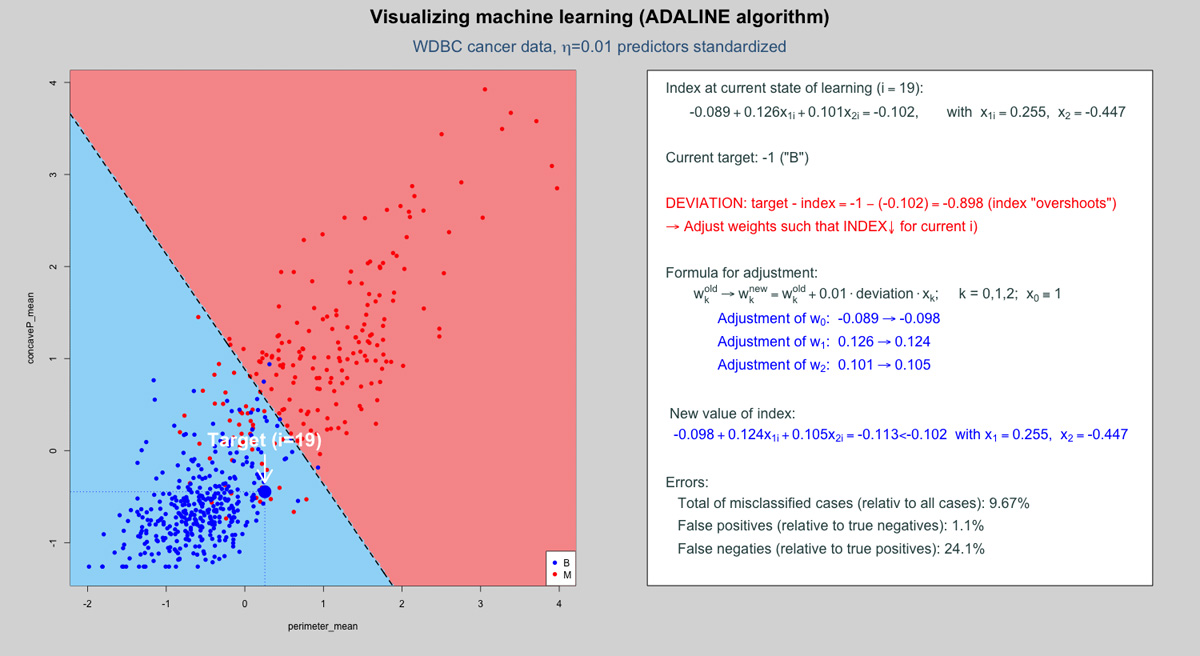 Visualizing machine learning (ADALINE algorithm)
WDBC cancer data, η=0.01 predictors standardized
4
3
2
1
0
-1
concaveP_mean
Target (i=19)
B
M
-2 -1 0 1 2 3 4
perimeter_mean
Index at current state of learning (i = 19):
-0.089 + 0.126x₁ᵢ + 0.101x₂ᵢ = -0.102, with x₁ᵢ = 0.255, x₂ = -0.447
Current target: -1 ("B")
DEVIATION: target - index = -1 – (-0.102) = -0.898 (index "overshoots")
→ Adjust weights such that INDEX↓ for current i)
Formula for adjustment:
wₖ^old → wₖ^new = wₖ^old + 0.01 · deviation · xₖ; k = 0,1,2; x₀ ≡ 1
Adjustment of w₀: -0.089 → -0.098
Adjustment of w₁: 0.126 → 0.124
Adjustment of w₂: 0.101 → 0.105
New value of index:
-0.098 + 0.124x₁ᵢ + 0.105x₂ᵢ = -0.113<-0.102 with x₁ = 0.255, x₂ = -0.447
Errors:
Total of misclassified cases (relativ to all cases): 9.67%
False positives (relative to true negatives): 1.1%
False negaties (relative to true positives): 24.1%